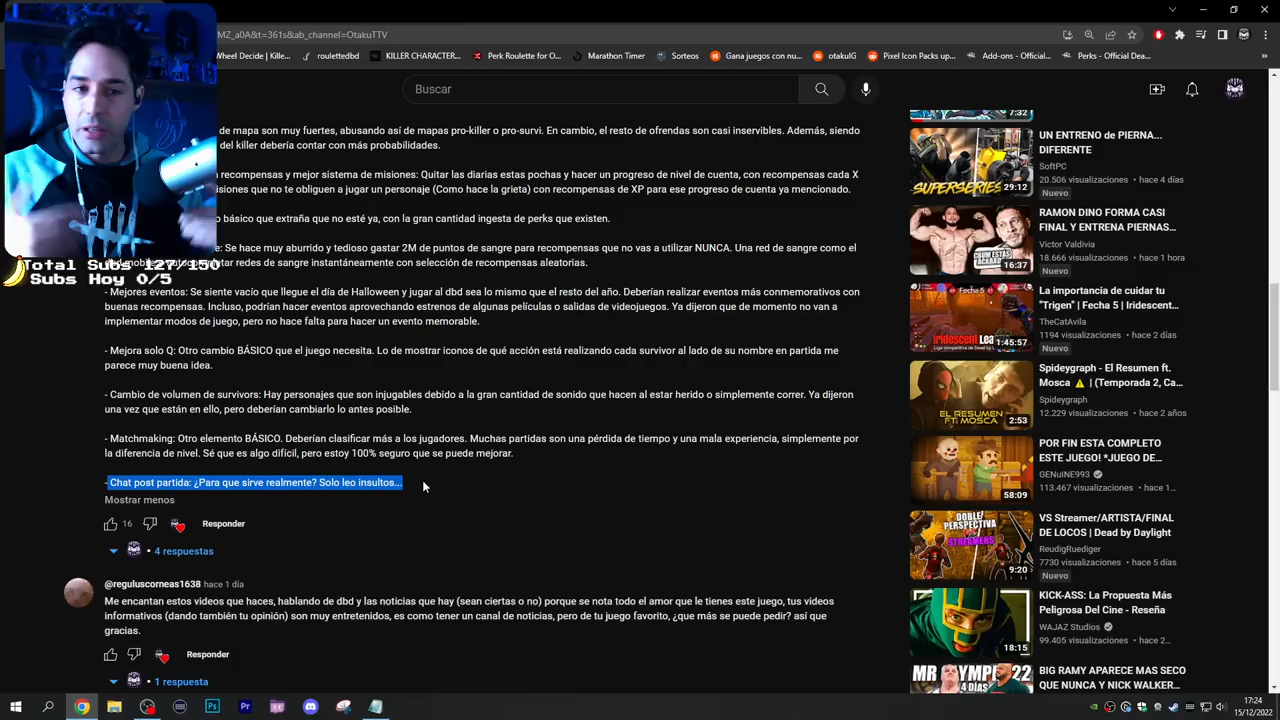 MZ_a0A&t=361s&ab_channel=OtakuTTV
Wheel Decide | Kille...
roulettedbd
KILLER CHARACTER...
Perk Roulette for O...
Marathon Timer
Sorteos
Gana juegos con nu...
otakulG
Pixel Icon Packs up...
Add-ons - Official...
Perks - Official Dea...
Buscar
de mapa son muy fuertes, abusando así de mapas pro-killer o pro-survi. En cambio, el resto de ofrendas son casi inservibles. Además, siendo
del killer debería contar con más probabilidades.
recompensas y mejor sistema de misiones: Quitar las diarias estas pochas y hacer un progreso de nivel de cuenta, con recompensas cada X
isiones que no te obliguen a jugar un personaje (Como hace la grieta) con recompensas de XP para ese progreso de cuenta ya mencionado.
básico que extraña que no esté ya, con la gran cantidad ingesta de perks que existen.
e: Se hace muy aburrido y tedioso gastar 2M de puntos de sangre para recompensas que no vas a utilizar NUNCA. Una red de sangre como el
redes de sangre instantáneamente con selección de recompensas aleatorias.
Total Subs 127/150
Subs Hoy 0/5
- Mejores eventos: Se siente vacío que llegue el día de Halloween y jugar al dbd sea lo mismo que el resto del año. Deberían realizar eventos más conmemorativos con
buenas recompensas. Incluso, podrían hacer eventos aprovechando estrenos de algunas películas o salidas de videojuegos. Ya dijeron que de momento no van a
implementar modos de juego, pero no hace falta para hacer un evento memorable.
- Mejora solo Q: Otro cambio BÁSICO que el juego necesita. Lo de mostrar iconos de qué acción está realizando cada survivor al lado de su nombre en partida me
parece muy buena idea.
- Cambio de volumen de survivors: Hay personajes que son injugables debido a la gran cantidad de sonido que hacen al estar herido o simplemente correr. Ya dijeron
una vez que están en ello, pero deberían cambiarlo lo antes posible.
- Matchmaking: Otro elemento BÁSICO. Deberían clasificar más a los jugadores. Muchas partidas son una pérdida de tiempo y una mala experiencia, simplemente por
la diferencia de nivel. Sé que es algo difícil, pero estoy 100% seguro que se puede mejorar.
- Chat post partida: ¿Para que sirve realmente? Solo leo insultos...
Mostrar menos
16
Responder
4 respuestas
@reguluscorneas1638 hace 1 día
Me encantan estos videos que haces, hablando de dbd y las noticias que hay (sean ciertas o no) porque se nota todo el amor que le tienes este juego, tus videos
informativos (dando también tu opinión) son muy entretenidos, es como tener un canal de noticias, pero de tu juego favorito, ¿que más se puede pedir? así que
gracias.
Responder
1 respuesta
7:32
UN ENTRENO de PIERNA...
DIFERENTE
SoftPC
20.506 visualizaciones • hace 4 días
Nuevo
SUPERSERIES
29:12
RAMON DINO FORMA CASI
FINAL Y ENTRENA PIERNAS...
Victor Valdivia
18.666 visualizaciones • hace 1 hora
Nuevo
16:37
La importancia de cuidar tu
"Trigen" | Fecha 5 | Iridescent...
TheCatAvila
1194 visualizaciones • hace 2 días
Nuevo
Fecha 5
1:45:57
Spideygraph - El Resumen ft.
Mosca ⚠ | (Temporada 2, Ca...
Spideygraph
12.229 visualizaciones • hace 2 años
EL RESUMEN
FT. MOSCA
2:53
POR FIN ESTA COMPLETO
ESTE JUEGO! *JUEGO DE...
GENuiNE993
113.467 visualizaciones • hace 1...
58:09
VS Streamer/ARTISTA/FINAL
DE LOCOS | Dead by Daylight
ReudigRuediger
7730 visualizaciones • hace 5 días
Nuevo
DOBLE
PERSPECTIVA
STREAMERS
9:20
KICK-ASS: La Propuesta Más
Peligrosa Del Cine - Reseña
WAJAZ Studios
99.405 visualizaciones • hace 2...
18:15
BIG RAMY APARECE MAS SECO
QUE NUNCA Y NICK WALKER...
MR OLYMPIA 22
4 DÍAS
17:24
15/12/2022